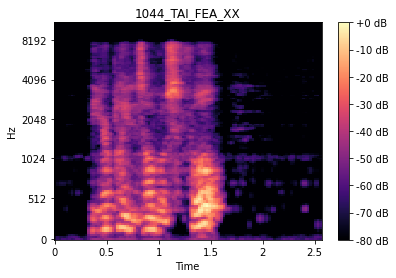 1044_TAI_FEA_XX
+0 dB
8192
-10 dB
4096
-20 dB
-30 dB
2048
Hz
-40 dB
1024
-50 dB
512
-60 dB
-70 dB
0
-80 dB
0 0.5 1 1.5 2 2.5
Time